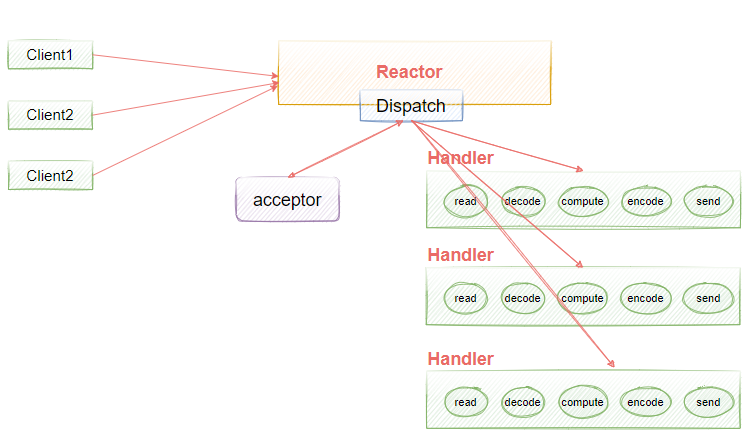 Client1
Client2
Client2
Reactor
Dispatch
acceptor
Handler
read decode compute encode send
Handler
read decode compute encode send
Handler
read decode compute encode send